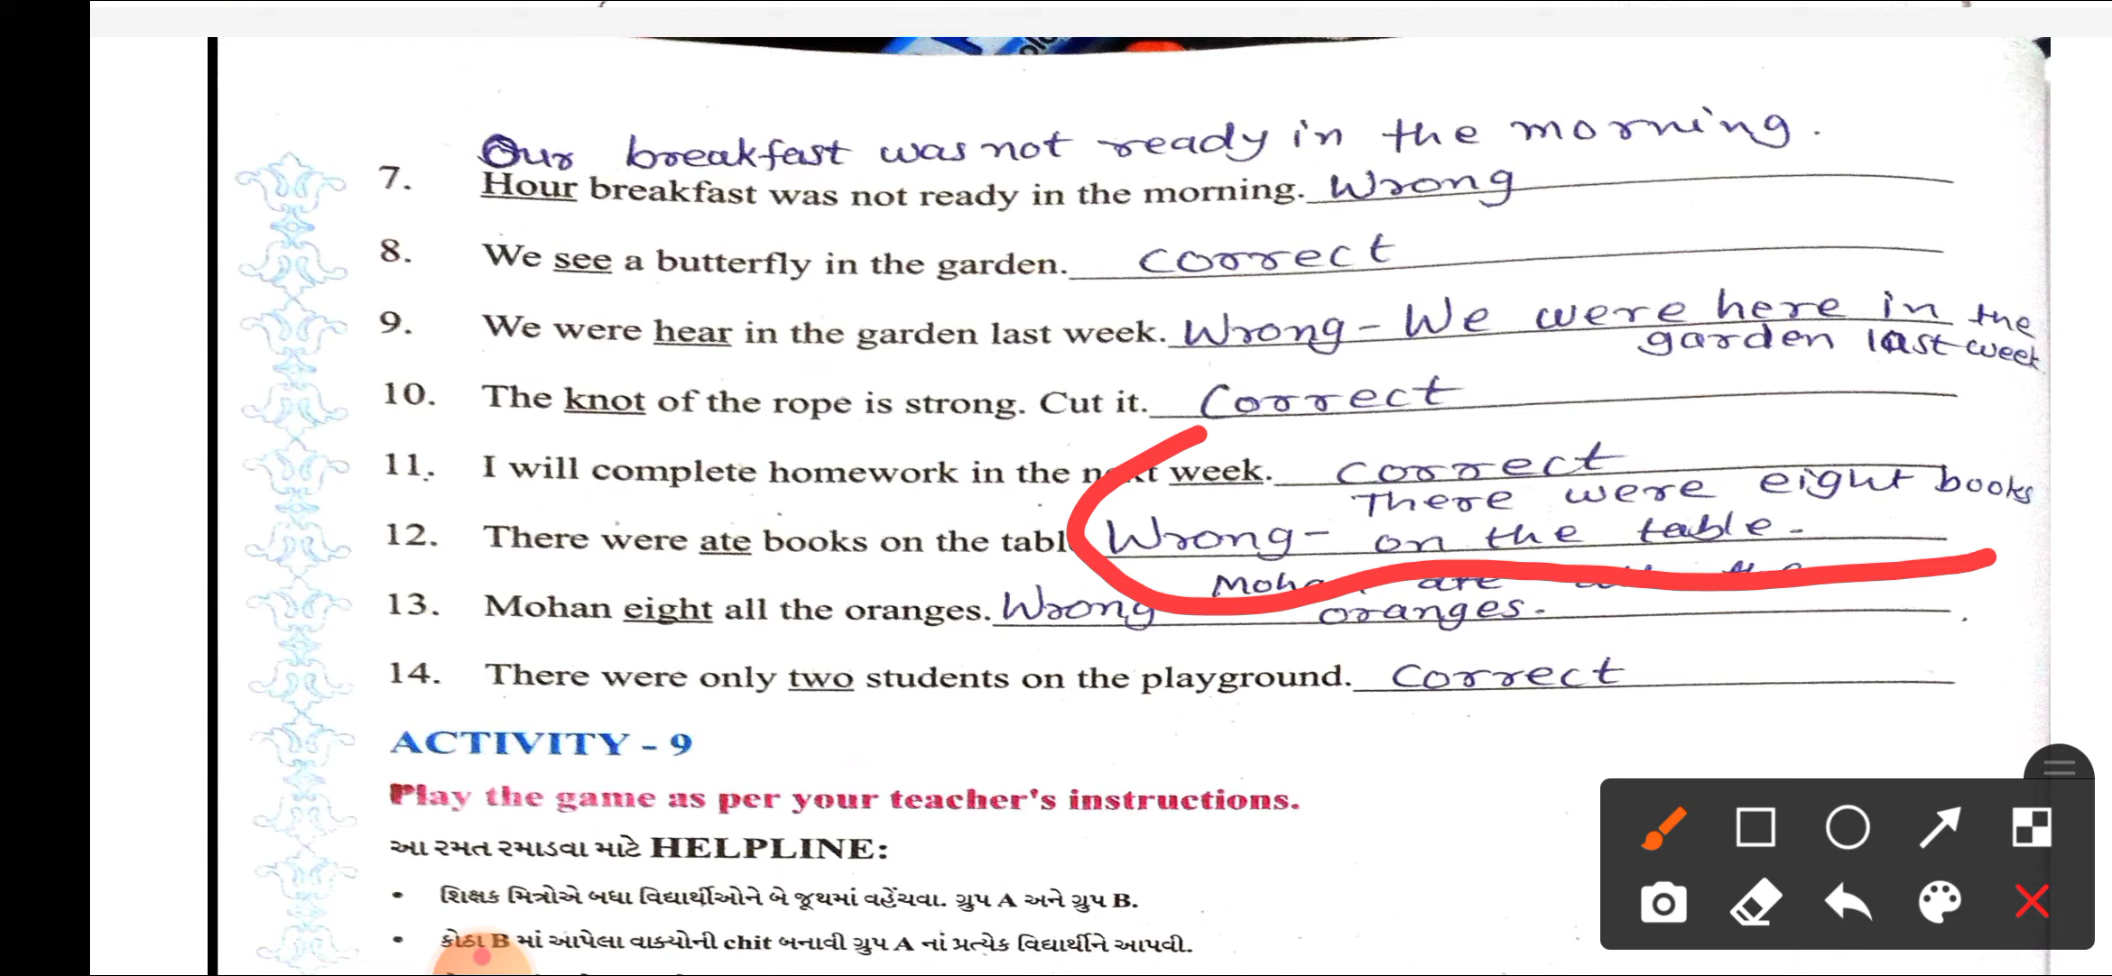 Our breakfast was not ready in the morning.
7. Hour breakfast was not ready in the morning. Wrong
8. We see a butterfly in the garden. Correct
9. We were hear in the garden last week. Wrong - We were here in the
garden last week
10. The knot of the rope is strong. Cut it. Correct
11. I will complete homework in the next week. Correct
There were eight books
12. There were ate books on the tabl Wrong - on the table.
13. Mohan eight all the oranges. Wrong oranges.
14. There were only two students on the playground. Correct
ACTIVITY - 9
Play the game as per your teacher's instructions.
આ રમત રમાડવા માટે HELPLINE:
• શિક્ષક મિત્રોએ બધા વિદ્યાર્થીઓને બે જૂથમાં વહેંચવા. ગ્રુપ A અને ગ્રુપ B.
• કોઠા B માં આપેલા વાક્યોની chit બનાવી ગ્રુપ A નાં પ્રત્યેક વિદ્યાર્થીને આપવી.